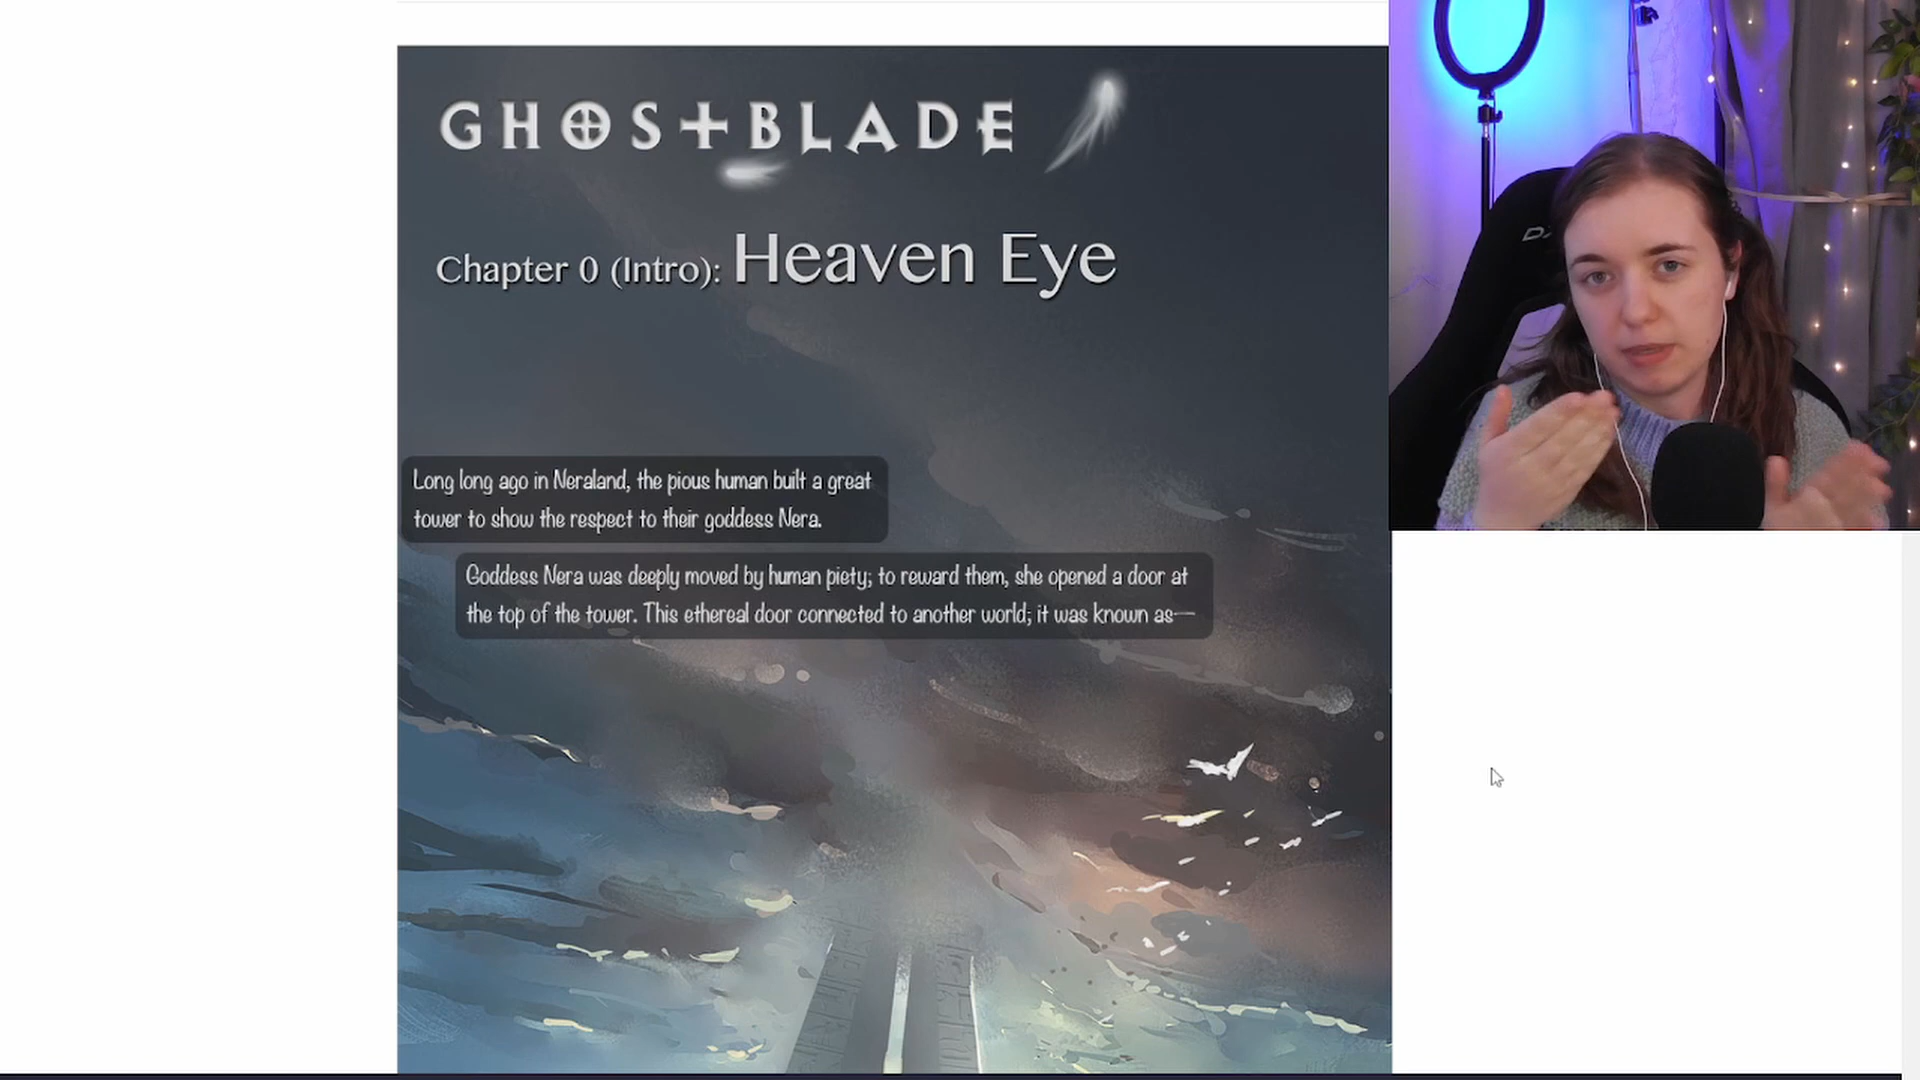 GHOSTBLADE
Chapter 0 (Intro): Heaven Eye
Long long ago in Neraland, the pious human built a great
tower to show the respect to their goddess Nera.
Goddess Nera was deeply moved by human piety; to reward them, she opened a door at
the top of the tower. This ethereal door connected to another world; it was known as—